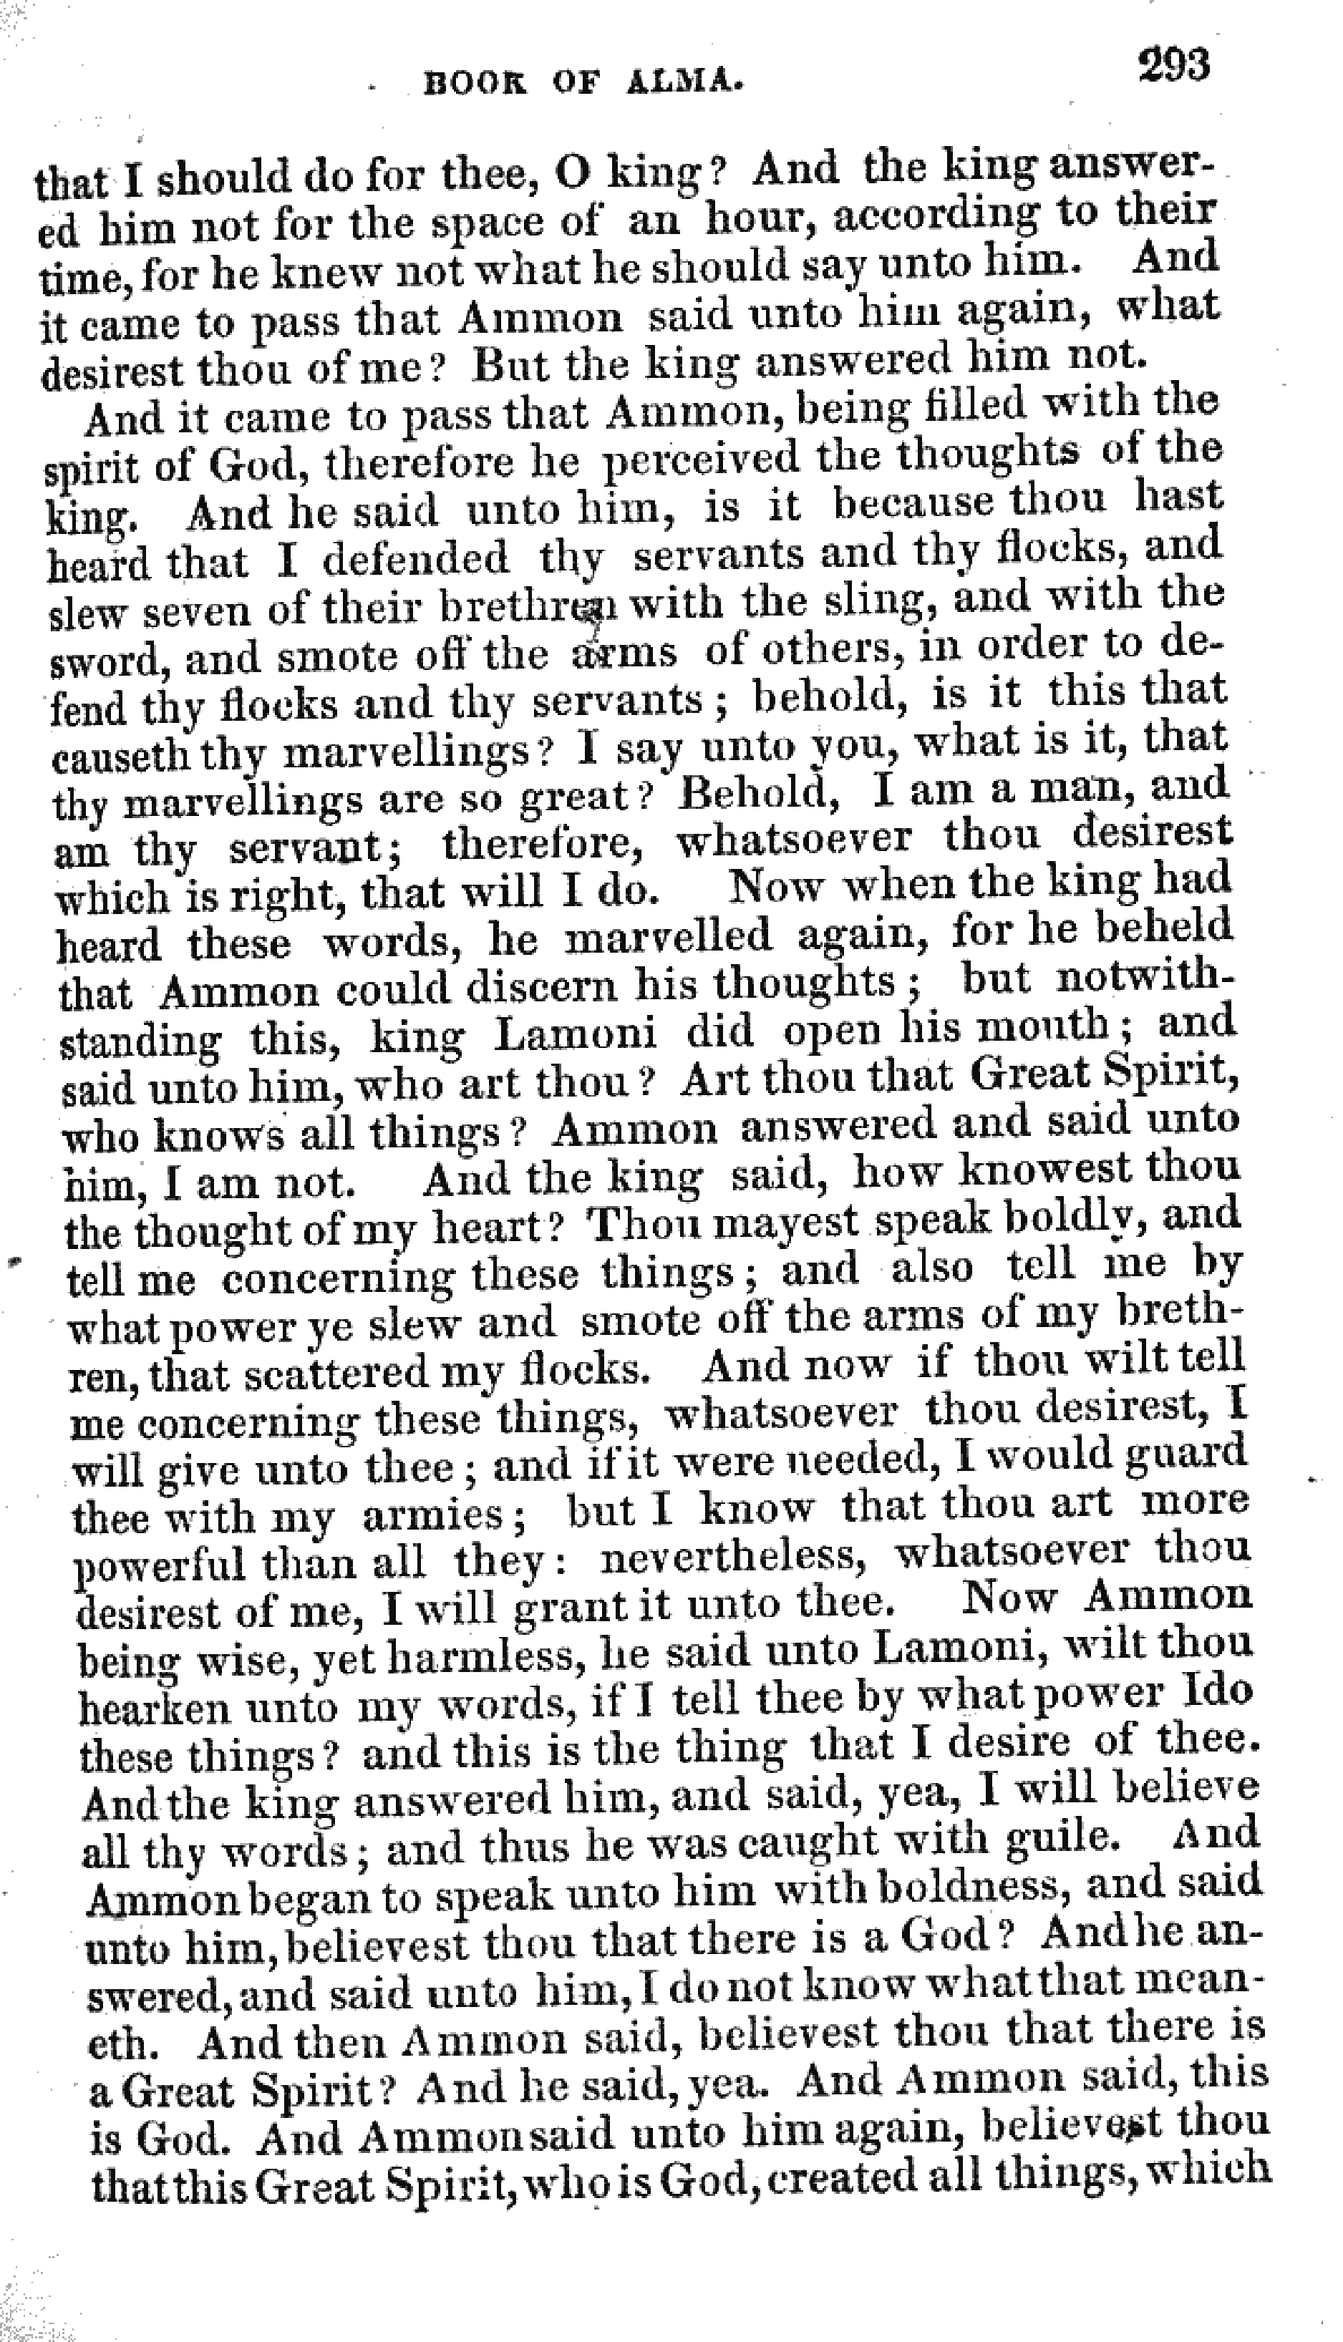 BOOK OF ALMA. 293
that I should do for thee, O king? And the king answer-
ed him not for the space of an hour, according to their
time, for he knew not what he should say unto him. And
it came to pass that Ammon said unto him again, what
desirest thou of me? But the king answered him not.
And it came to pass that Ammon, being filled with the
spirit of God, therefore he perceived the thoughts of the
king. And he said unto him, is it because thou hast
heard that I defended thy servants and thy flocks, and
slew seven of their brethren with the sling, and with the
sword, and smote off the arms of others, in order to de-
fend thy flocks and thy servants; behold, is it this that
causeth thy marvellings? I say unto you, what is it, that
thy marvellings are so great? Behold, I am a man, and
am thy servant; therefore, whatsoever thou desirest
which is right, that will I do. Now when the king had
heard these words, he marvelled again, for he beheld
that Ammon could discern his thoughts; but notwith-
standing this, king Lamoni did open his mouth; and
said unto him, who art thou? Art thou that Great Spirit,
who knows all things? Ammon answered and said unto
him, I am not. And the king said, how knowest thou
the thought of my heart? Thou mayest speak boldly, and
tell me concerning these things; and also tell me by
what power ye slew and smote off the arms of my breth-
ren, that scattered my flocks. And now if thou wilt tell
me concerning these things, whatsoever thou desirest, I
will give unto thee; and if it were needed, I would guard
thee with my armies; but I know that thou art more
powerful than all they: nevertheless, whatsoever thou
desirest of me, I will grant it unto thee. Now Ammon
being wise, yet harmless, he said unto Lamoni, wilt thou
hearken unto my words, if I tell thee by what power I do
these things? and this is the thing that I desire of thee.
And the king answered him, and said, yea, I will believe
all thy words; and thus he was caught with guile. And
Ammon began to speak unto him with boldness, and said
unto him, believest thou that there is a God? And he an-
swered, and said unto him, I do not know what that mean-
eth. And then Ammon said, believest thou that there is
a Great Spirit? And he said, yea. And Ammon said, this
is God. And Ammon said unto him again, believest thou
that this Great Spirit, who is God, created all things, which